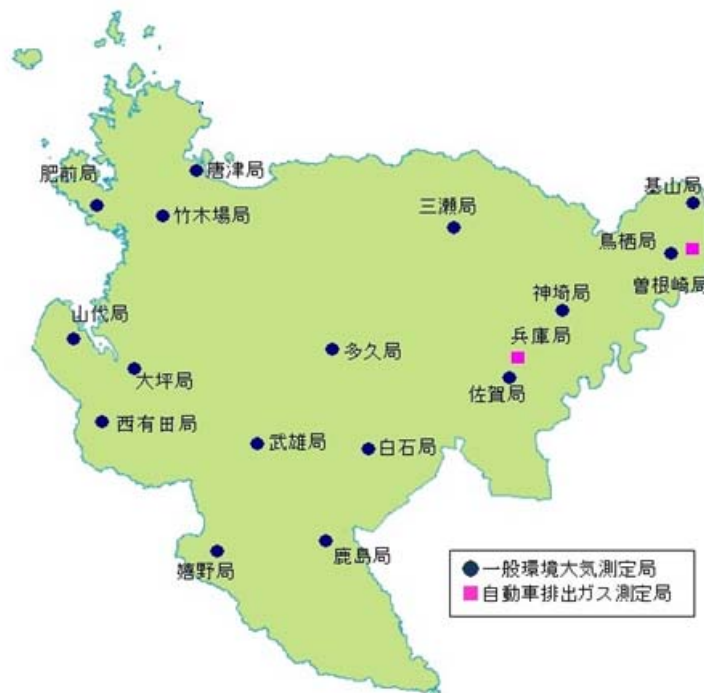 唐津局
肥前局
基山局
三瀬局
竹木場局
鳥栖局
曽根崎局
神埼局
山代局
兵庫局
多久局
大坪局
佐賀局
西有田局
武雄局
白石局
鹿島局
嬉野局
一般環境大気測定局
自動車排出ガス測定局